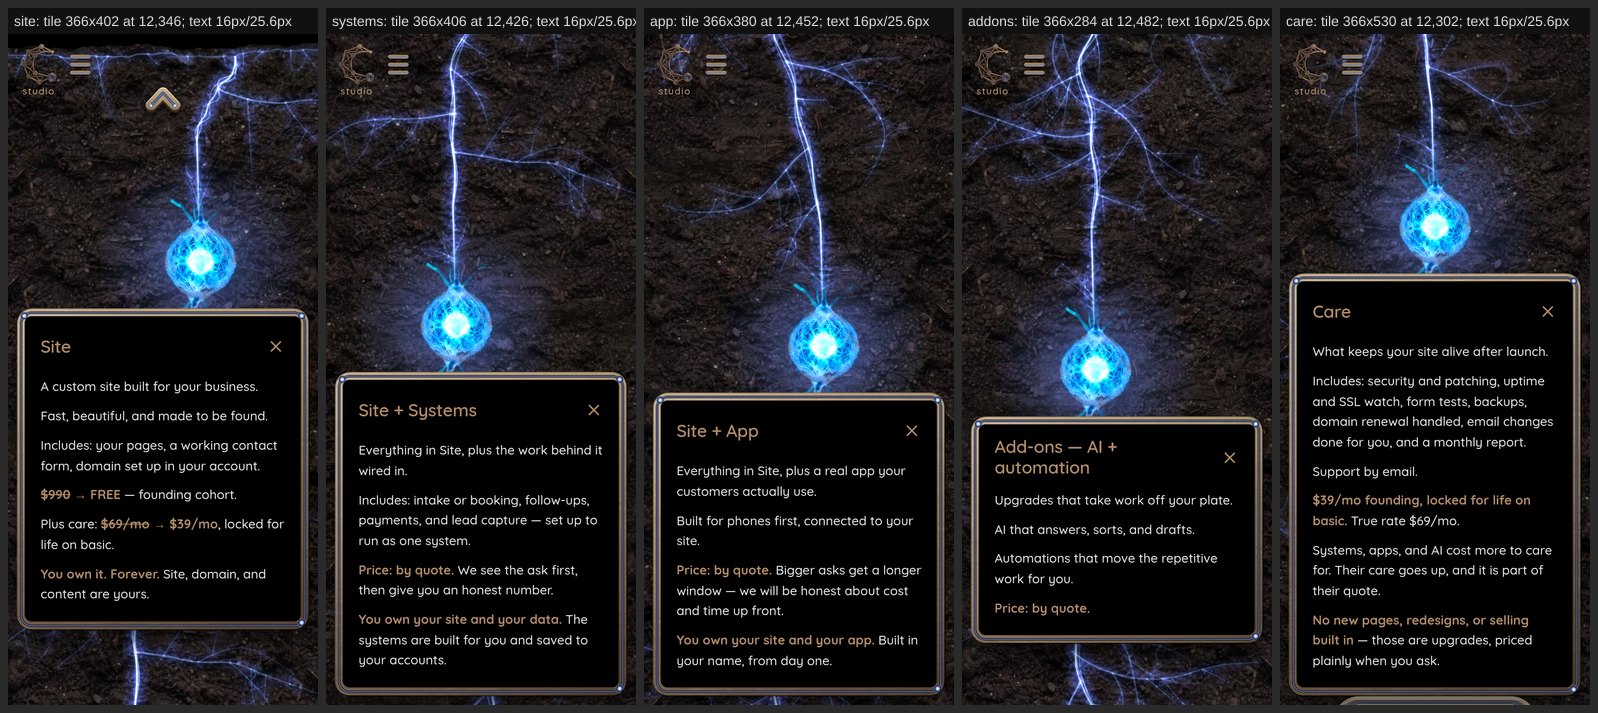 site: tile 366x402 at 12,346; text 16px/25.6px
studio
Site
A custom site built for your business.
Fast, beautiful, and made to be found.
Includes: your pages, a working contact
form, domain set up in your account.
$990 → FREE — founding cohort.
Plus care: $69/mo → $39/mo, locked for
life on basic.
You own it. Forever. Site, domain, and
content are yours.
systems: tile 366x406 at 12,426; text 16px/25.6px
studio
Site + Systems
Everything in Site, plus the work behind it
wired in.
Includes: intake or booking, follow-ups,
payments, and lead capture — set up to
run as one system.
Price: by quote. We see the ask first,
then give you an honest number.
You own your site and your data. The
systems are built for you and saved to
your accounts.
app: tile 366x380 at 12,452; text 16px/25.6px
studio
Site + App
Everything in Site, plus a real app your
customers actually use.
Built for phones first, connected to your
site.
Price: by quote. Bigger asks get a longer
window — we will be honest about cost
and time up front.
You own your site and your app. Built in
your name, from day one.
addons: tile 366x284 at 12,482; text 16px/25.6px
studio
Add-ons — AI +
automation
Upgrades that take work off your plate.
AI that answers, sorts, and drafts.
Automations that move the repetitive
work for you.
Price: by quote.
care: tile 366x530 at 12,302; text 16px/25.6px
studio
Care
What keeps your site alive after launch.
Includes: security and patching, uptime
and SSL watch, form tests, backups,
domain renewal handled, email changes
done for you, and a monthly report.
Support by email.
$39/mo founding, locked for life on
basic. True rate $69/mo.
Systems, apps, and AI cost more to care
for. Their care goes up, and it is part of
their quote.
No new pages, redesigns, or selling
built in — those are upgrades, priced
plainly when you ask.